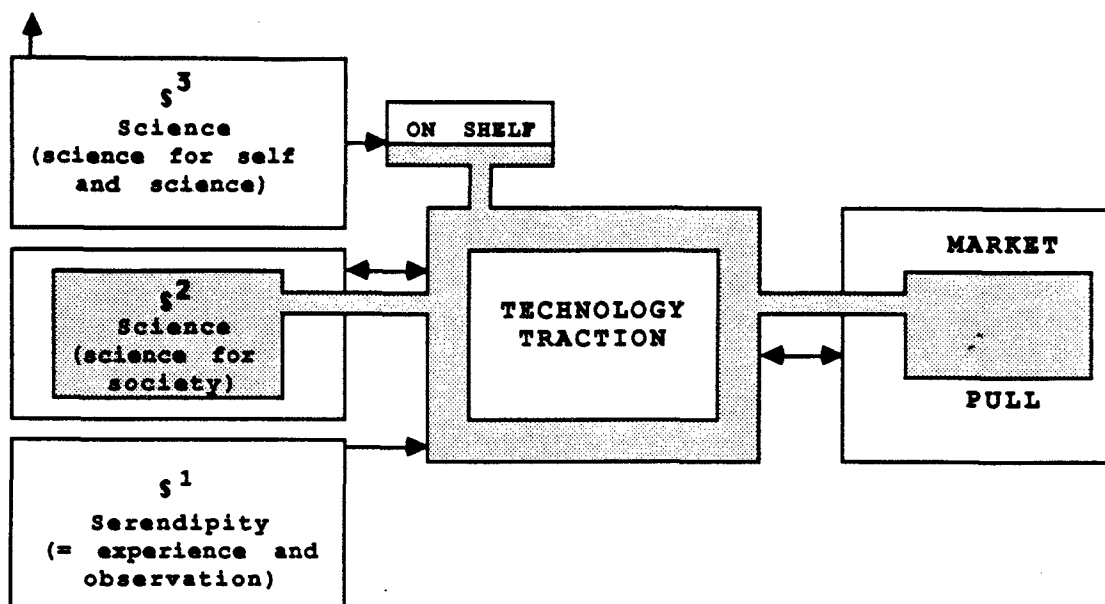 S³
Science
(science for self
and science)
ON SHELF
S²
Science
(science for
society)
TECHNOLOGY
TRACTION
MARKET
PULL
S¹
Serendipity
(= experience and
observation)